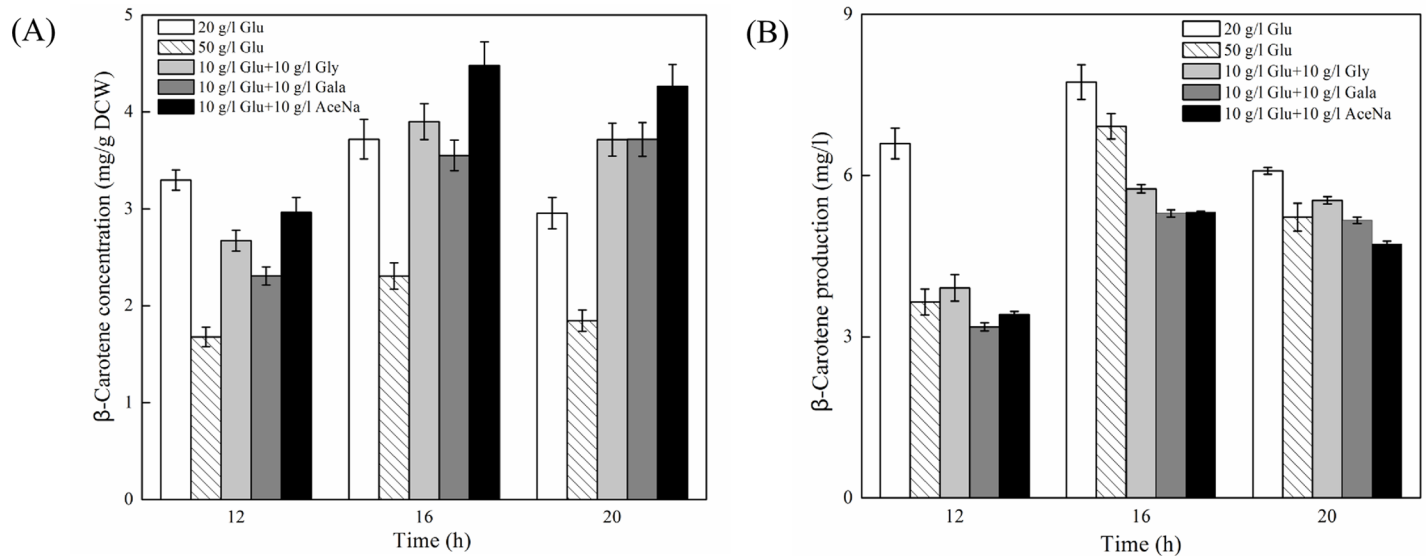 (A)
β-Carotene concentration (mg/g DCW)
5
4
3
2
1
0
20 g/l Glu
50 g/l Glu
10 g/l Glu+10 g/l Gly
10 g/l Glu+10 g/l Gala
10 g/l Glu+10 g/l AceNa
12
16
20
Time (h)
(B)
β-Carotene production (mg/l)
9
6
3
0
20 g/l Glu
50 g/l Glu
10 g/l Glu+10 g/l Gly
10 g/l Glu+10 g/l Gala
10 g/l Glu+10 g/l AceNa
12
16
20
Time (h)